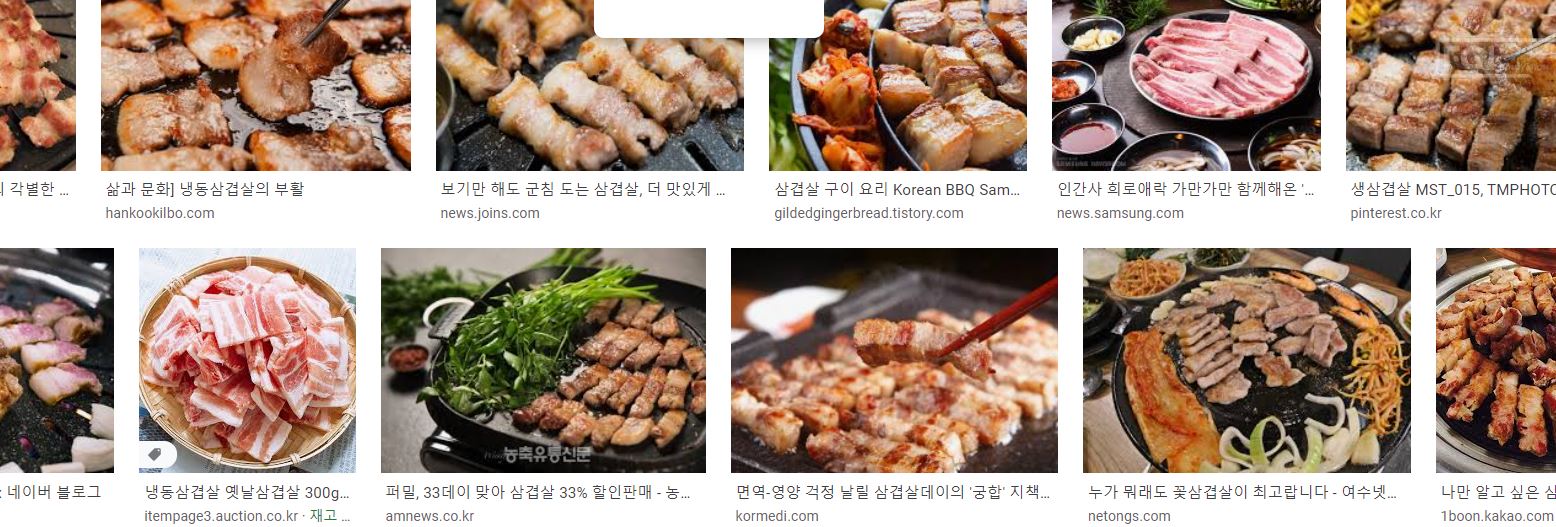 ㅣ 각별한 ...
삶과 문화] 냉동삼겹살의 부활
보기만 해도 군침 도는 삼겹살, 더 맛있게 ...
삼겹살 구이 요리 Korean BBQ Sam...
인간사 희로애락 가만가만 함께해온 '...
생삼겹살 MST_015, TMPHOTO
hankookilbo.com
news.joins.com
gildedgingerbread.tistory.com
news.samsung.com
pinterest.co.kr
농축유통신문
: 네이버 블로그
냉동삼겹살 옛날삼겹살 300g...
퍼밀, 33데이 맞아 삼겹살 33% 할인판매 - 농...
면역-영양 걱정 날릴 삼겹살데이의 '궁합' 지책...
누가 뭐래도 꽃삼겹살이 최고랍니다 - 여수넷...
나만 알고 싶은 삼
itempage3.auction.co.kr · 재고 ...
amnews.co.kr
kormedi.com
netongs.com
1boon.kakao.com